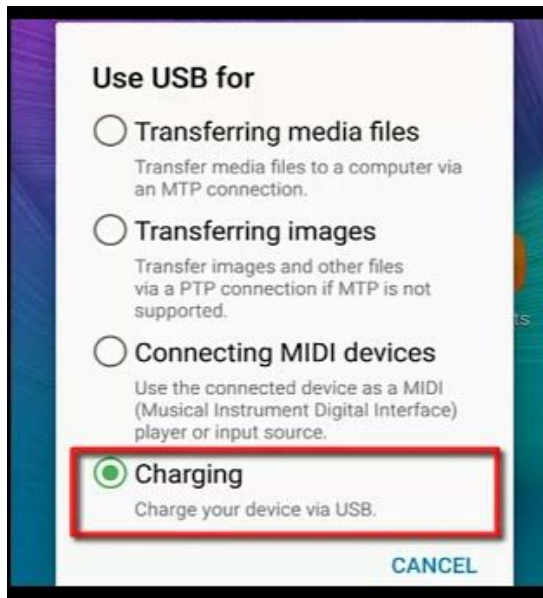 Use USB for
Transferring media files
Transfer media files to a computer via
an MTP connection.
Transferring images
Transfer images and other files
via a PTP connection if MTP is not
supported.
Connecting MIDI devices
Use the connected device as a MIDI
(Musical Instrument Digital Interface)
player or input source.
Charging
Charge your device via USB.
CANCEL